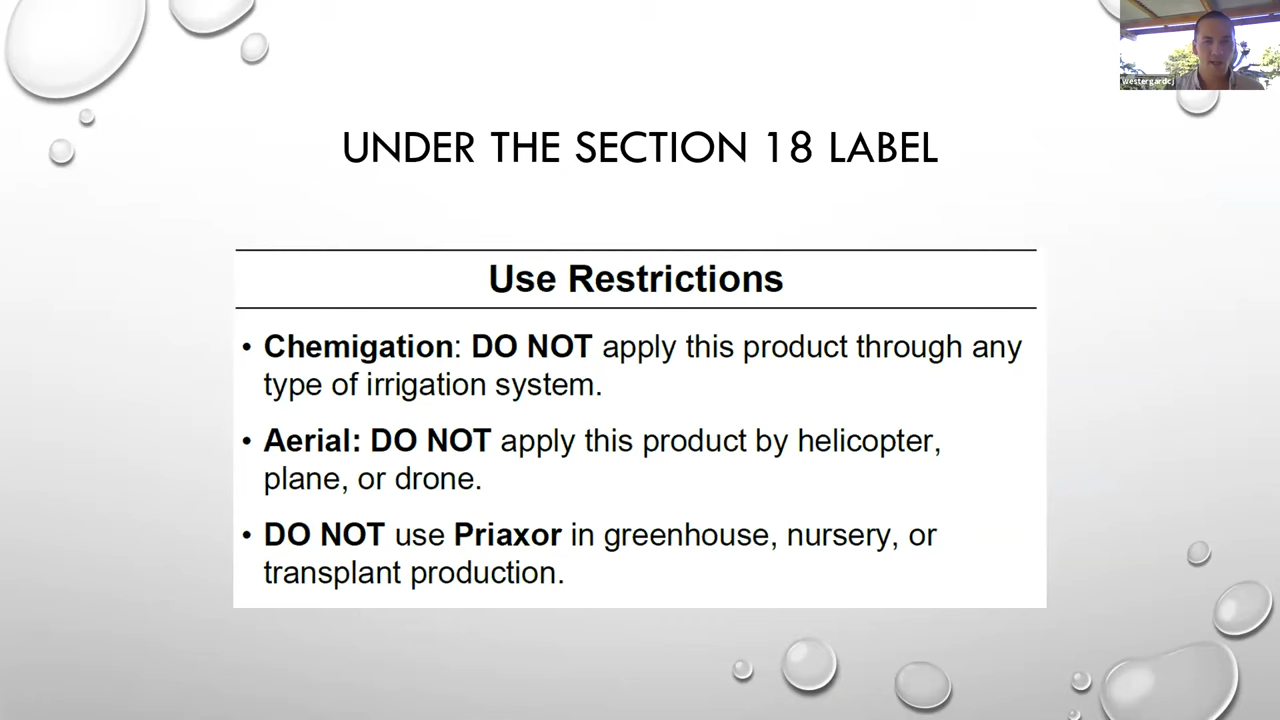 westergardcj
UNDER THE SECTION 18 LABEL
Use Restrictions
• Chemigation: DO NOT apply this product through any
type of irrigation system.
• Aerial: DO NOT apply this product by helicopter,
plane, or drone.
• DO NOT use Priaxor in greenhouse, nursery, or
transplant production.